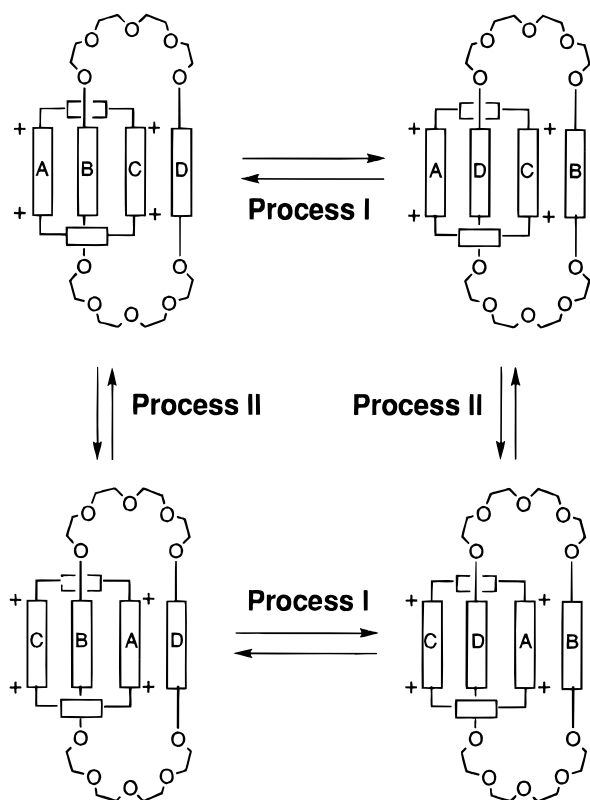 O O
O O O O
O O O O
+ + + +
A B C D A D C B
+ + Process I + +
O O O O
O O O O
O O
Process II Process II
O O
O O O O
O O O O
+ + Process I + +
C B A D C D A B
+ + + +
O O O O
O O O O
O O